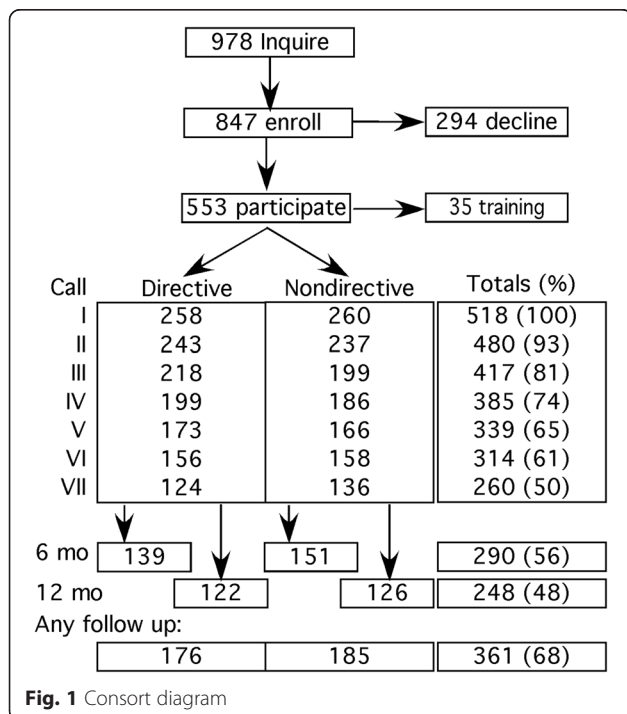 978 Inquire
847 enroll 294 decline
553 participate 35 training
Call Directive Nondirective Totals (%)
I 258 260 518 (100)
II 243 237 480 (93)
III 218 199 417 (81)
IV 199 186 385 (74)
V 173 166 339 (65)
VI 156 158 314 (61)
VII 124 136 260 (50)
6 mo 139 151 290 (56)
12 mo 122 126 248 (48)
Any follow up:
176 185 361 (68)
Fig. 1 Consort diagram